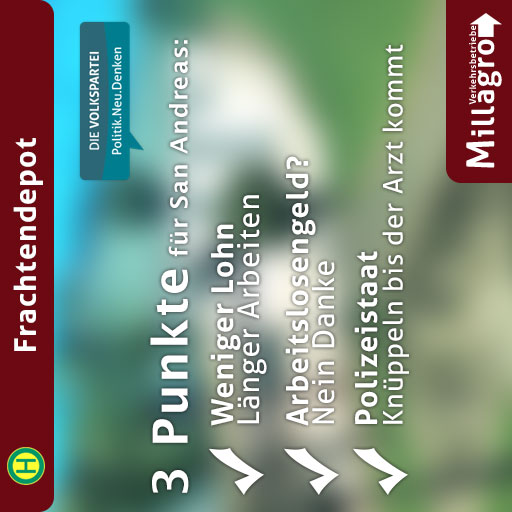 Frachtendepot
H
DIE VOLKSPARTEI
Politik.Neu.Denken
3 Punkte für San Andreas:
Weniger Lohn
Länger Arbeiten
Arbeitslosengeld?
Nein Danke
Polizeistaat
Knüppeln bis der Arzt kommt
Verkehrsbetriebe
Millagro